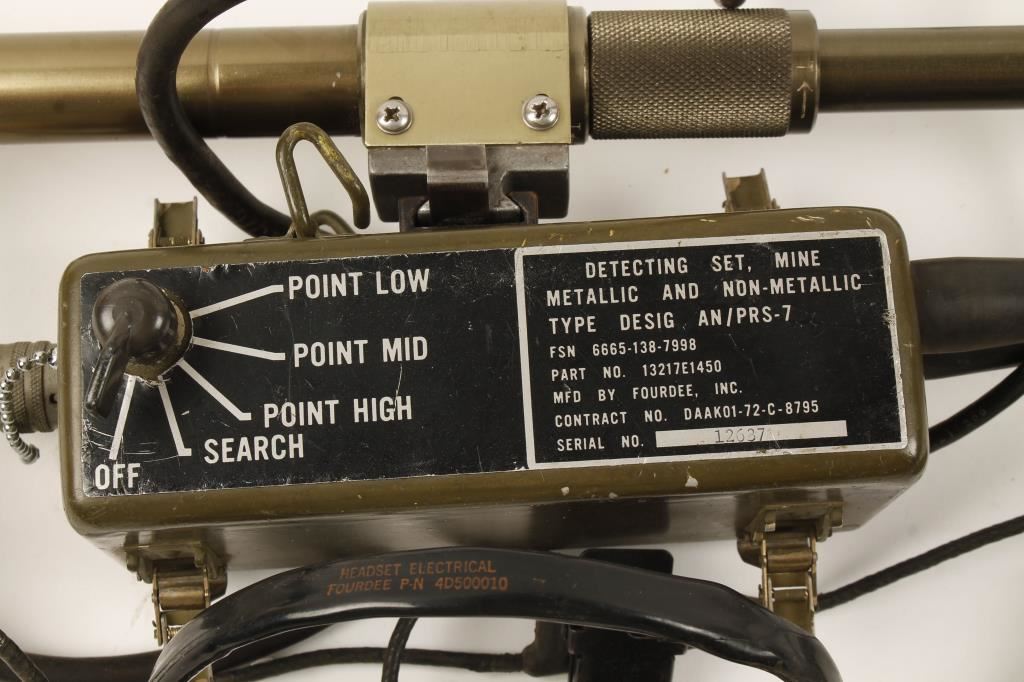 POINT LOW
POINT MID
POINT HIGH
SEARCH
OFF
DETECTING SET, MINE
METALLIC AND NON-METALLIC
TYPE DESIG AN/PRS-7
FSN 6665-138-7998
PART NO. 13217E1450
MFD BY FOURDEE, INC.
CONTRACT NO. DAAK01-72-C-8795
SERIAL NO. 12637
HEADSET ELECTRICAL
FOURDEE P-N 4D500010